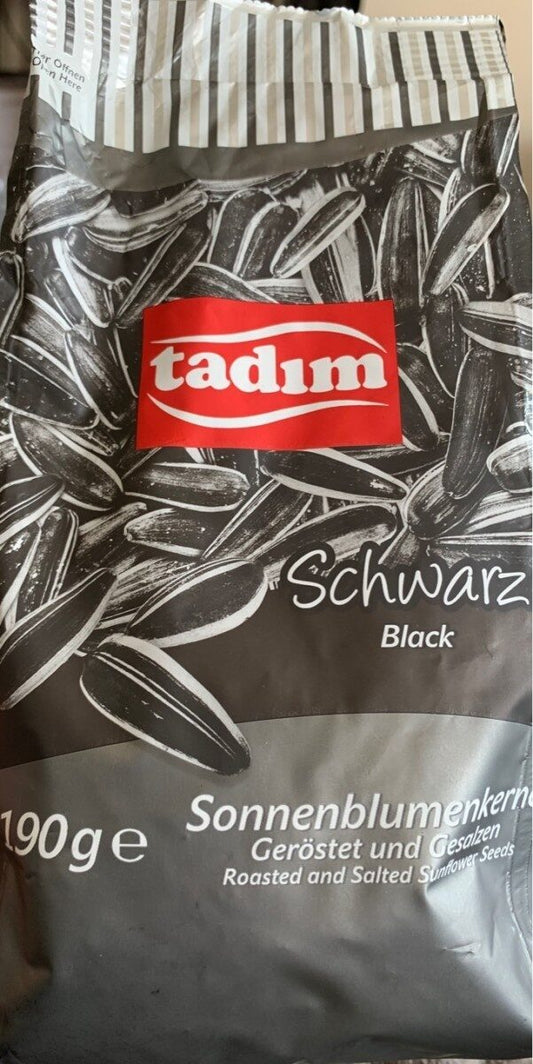 Hier Öffnen
Open Here
tadım
Schwarz
Black
190g e
Sonnenblumenkerne
Geröstet und Gesalzen
Roasted and Salted Sunflower Seeds